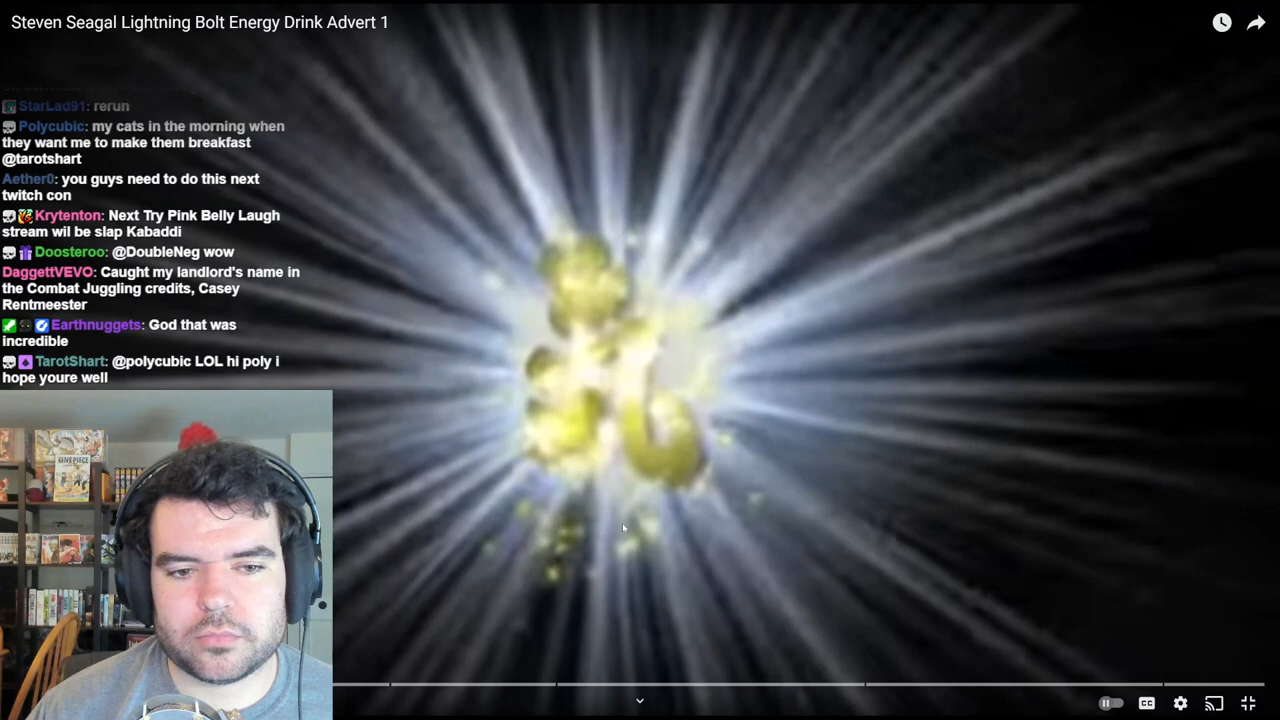 Steven Seagal Lightning Bolt Energy Drink Advert 1
StarLad91: rerun
Polycubic: my cats in the morning when
they want me to make them breakfast
@tarotshart
Aether0: you guys need to do this next
twitch con
Krytenton: Next Try Pink Belly Laugh
stream wil be slap Kabaddi
Doosteroo: @DoubleNeg wow
DaggettVEVO: Caught my landlord's name in
the Combat Juggling credits, Casey
Rentmeester
Earthnuggets: God that was
incredible
TarotShart: @polycubic LOL hi poly i
hope youre well
ONE PIECE
CC